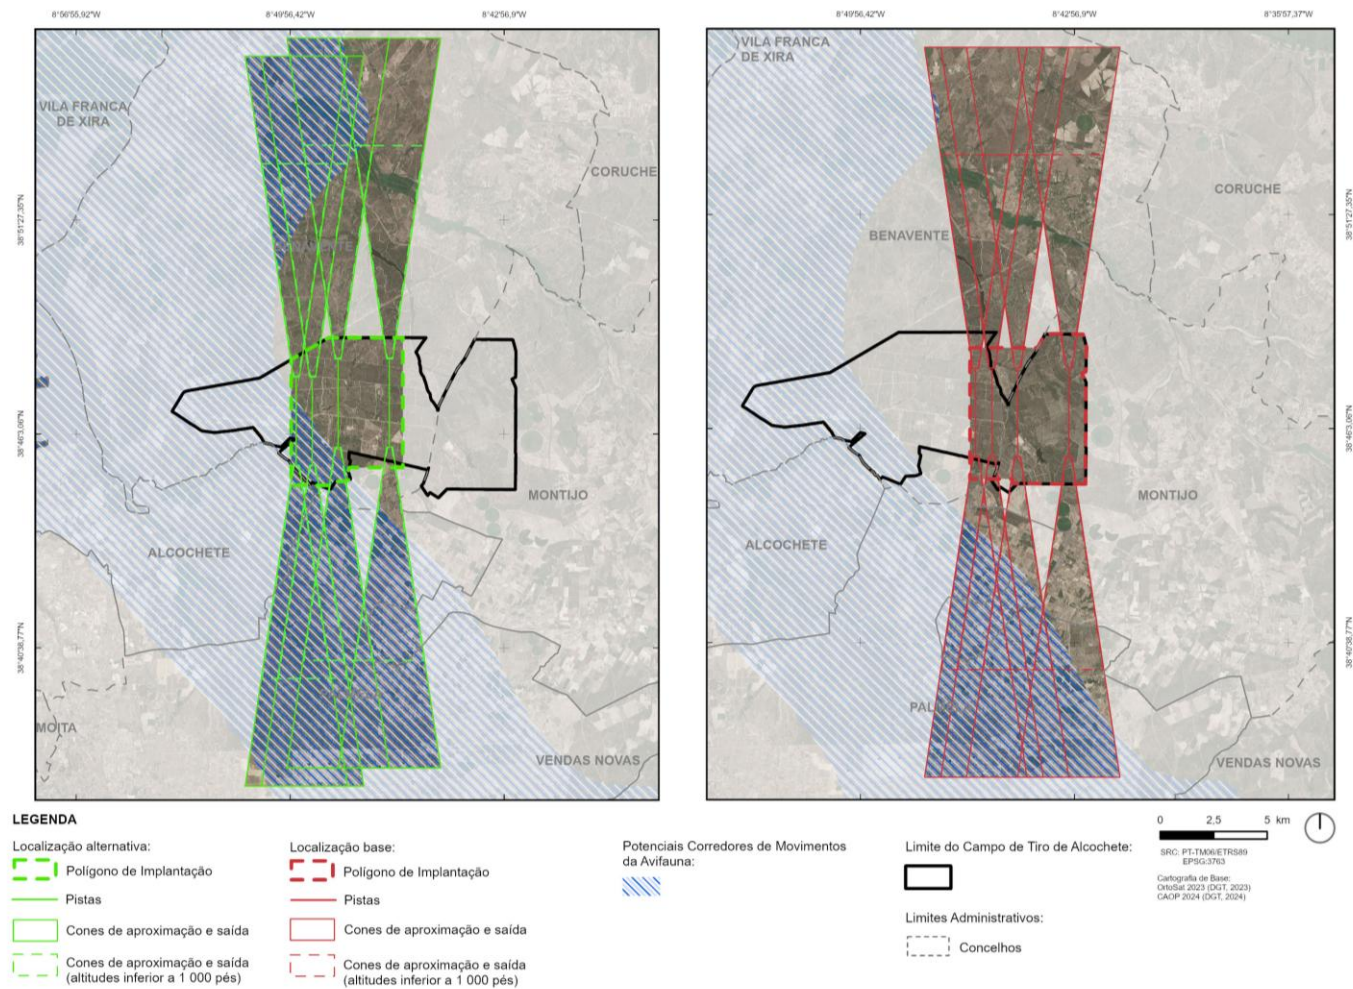 8°56'55,92"W
8°49'56,42"W
8°42'56,9"W
8°49'56,42"W
8°42'56,9"W
8°35'57,37"W
VILA FRANCA
DE XIRA
CORUCHE
BENAVENTE
MONTIJO
ALCOCHETE
MOITA
VENDAS NOVAS
38°51'27,35"N
38°46'3,06"N
38°40'38,77"N
VILA FRANCA
DE XIRA
CORUCHE
BENAVENTE
MONTIJO
ALCOCHETE
VENDAS NOVAS
38°51'27,35"N
38°46'3,06"N
38°40'38,77"N
LEGENDA
Localização alternativa:
Polígono de Implantação
Pistas
Cones de aproximação e saída
Cones de aproximação e saída
(altitudes inferior a 1 000 pés)
Localização base:
Polígono de Implantação
Pistas
Cones de aproximação e saída
Cones de aproximação e saída
(altitudes inferior a 1 000 pés)
Potenciais Corredores de Movimentos
da Avifauna:
Limite do Campo de Tiro de Alcochete:
Limites Administrativos:
Concelhos
0 2,5 5 km
SRC: PT-TM06/ETRS89
EPSG:3763
Cartografia de Base:
OrtoSat 2023 (DGT, 2023)
CAOP 2024 (DGT, 2024)